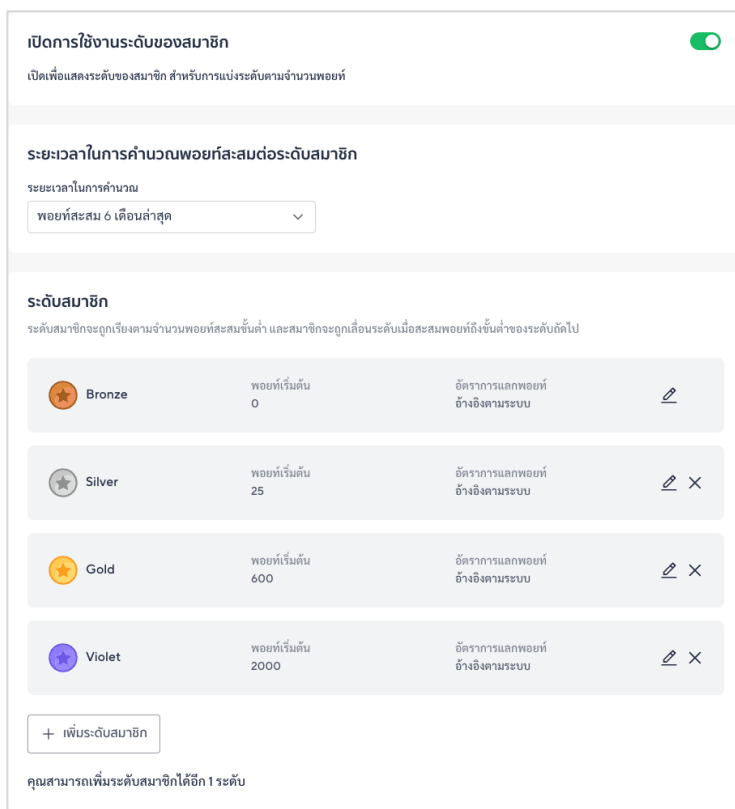 เปิดการใช้งานระดับของสมาชิก
เปิดเพื่อแสดงระดับของสมาชิก สำหรับการแบ่งระดับตามจำนวนพอยท์
ระยะเวลาในการคำนวณพอยท์สะสมต่อระดับสมาชิก
ระยะเวลาในการคำนวณ
พอยท์สะสม 6 เดือนล่าสุด
ระดับสมาชิก
ระดับสมาชิกจะถูกเรียงตามจำนวนพอยท์สะสมขั้นต่ำ และสมาชิกจะถูกเลื่อนระดับเมื่อสะสมพอยท์ถึงขั้นต่ำของระดับถัดไป
Bronze
พอยท์เริ่มต้น
0
อัตราการแลกพอยท์
อ้างอิงตามระบบ
Silver
พอยท์เริ่มต้น
25
อัตราการแลกพอยท์
อ้างอิงตามระบบ
Gold
พอยท์เริ่มต้น
600
อัตราการแลกพอยท์
อ้างอิงตามระบบ
Violet
พอยท์เริ่มต้น
2000
อัตราการแลกพอยท์
อ้างอิงตามระบบ
+ เพิ่มระดับสมาชิก
คุณสามารถเพิ่มระดับสมาชิกได้อีก 1 ระดับ